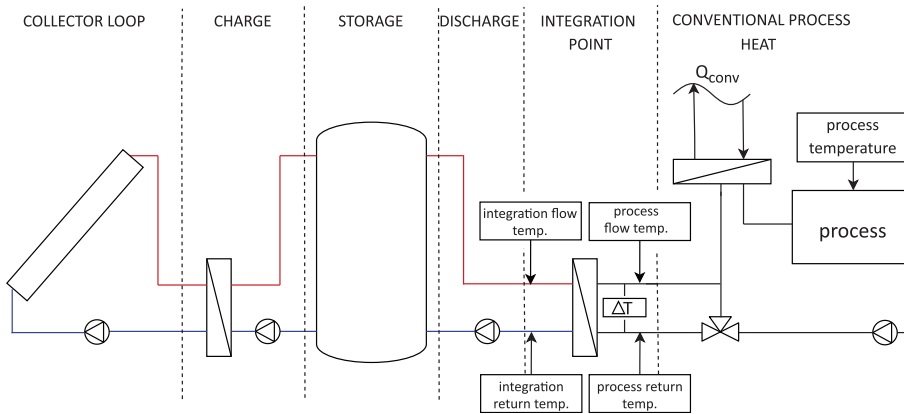 COLLECTOR LOOP
CHARGE
STORAGE
DISCHARGE
INTEGRATION
POINT
CONVENTIONAL PROCESS
HEAT
Qconv
process
temperature
process
integration flow
temp.
process
flow temp.
ΔT
integration
return temp.
process return
temp.